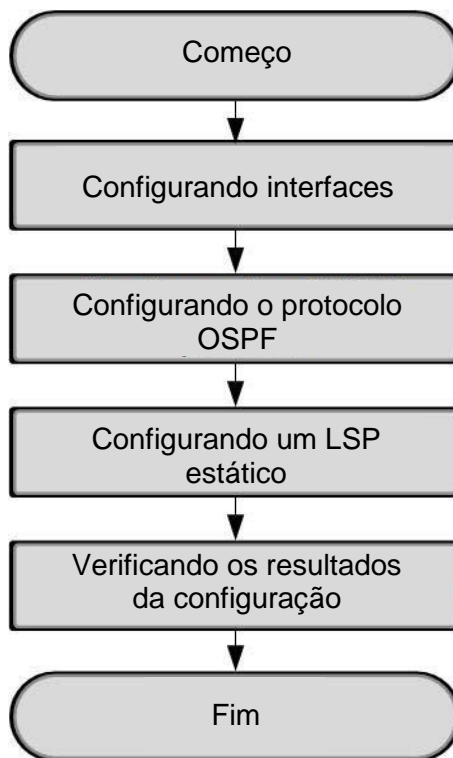 Começo
Configurando interfaces
Configurando o protocolo
OSPF
Configurando um LSP
estático
Verificando os resultados
da configuração
Fim